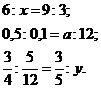 6 : x = 9 : 3;
0,5 : 0,1 = a : 12;
3/4 : 5/12 = 3/5 : y.